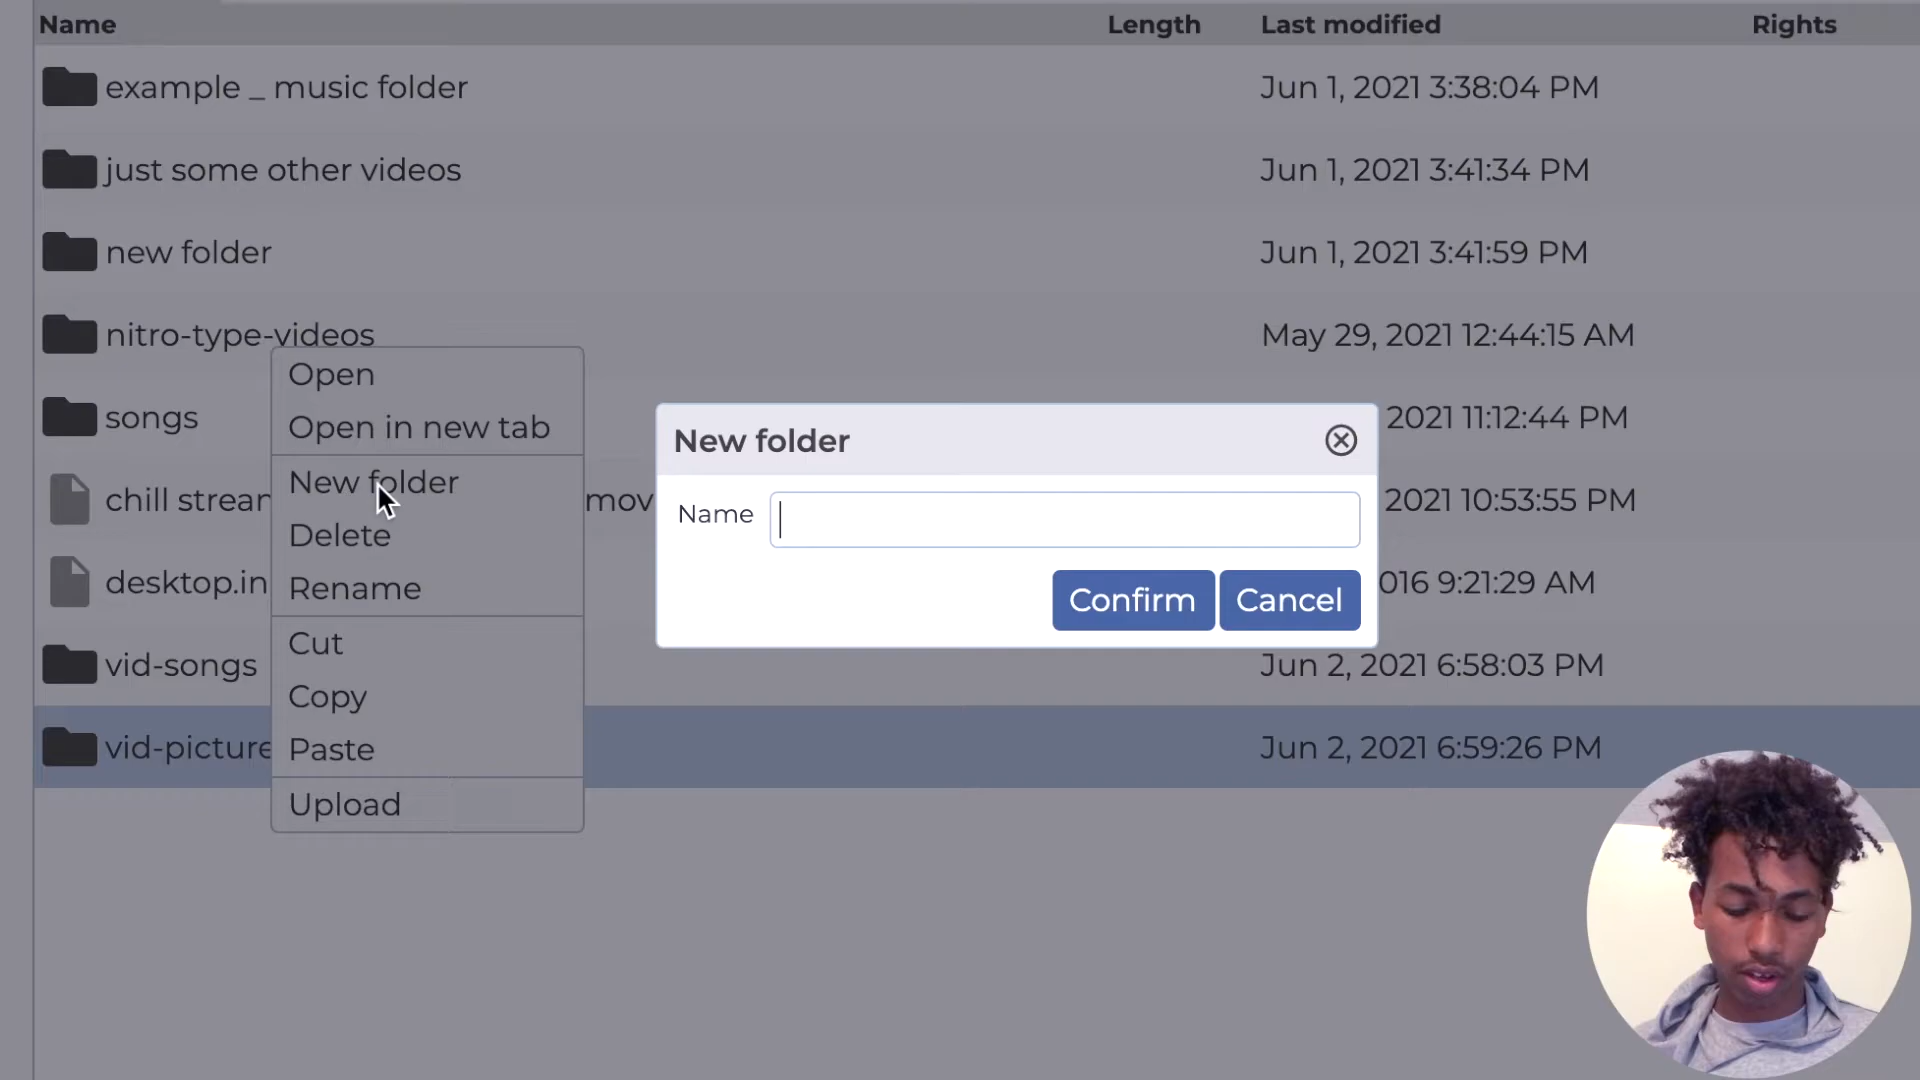 Name Length Last modified Rights
example _ music folder Jun 1, 2021 3:38:04 PM
just some other videos Jun 1, 2021 3:41:34 PM
new folder Jun 1, 2021 3:41:59 PM
nitro-type-videos May 29, 2021 12:44:15 AM
Open
songs 2021 11:12:44 PM
Open in new tab
New folder
New folder
chill stream mov 2021 10:53:55 PM
Name
Delete
desktop.in 016 9:21:29 AM
Rename
Confirm Cancel
Cut
vid-songs Jun 2, 2021 6:58:03 PM
Copy
vid-picture Jun 2, 2021 6:59:26 PM
Paste
Upload